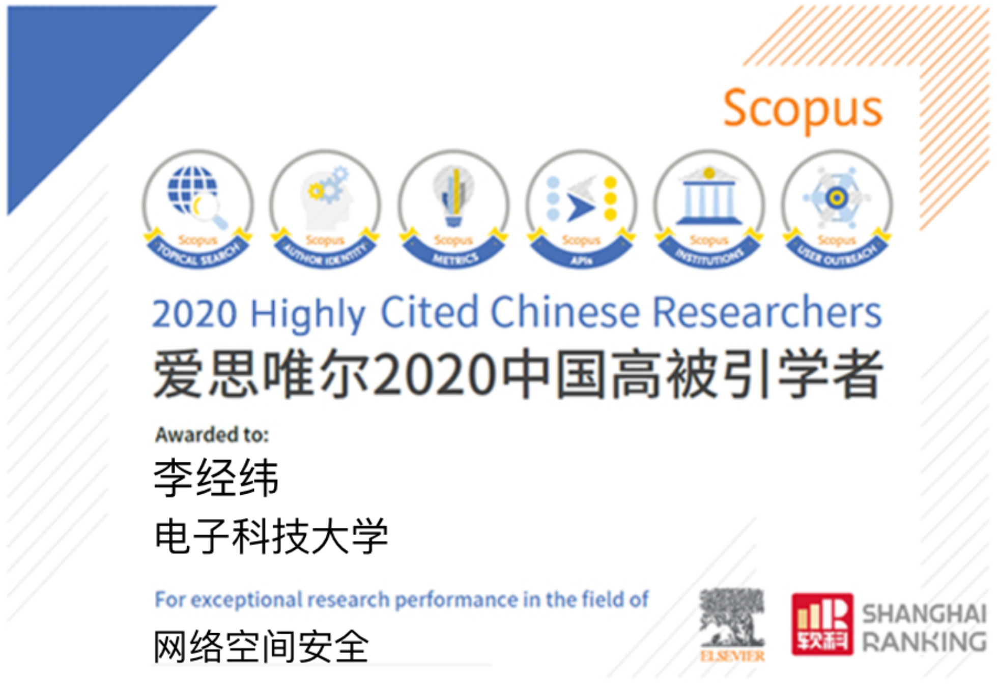 Scopus
Scopus
TOPICAL SEARCH
Scopus
AUTHOR IDENTITY
Scopus
METRICS
Scopus
APIs
Scopus
INSTITUTIONS
Scopus
USER OUTREACH
2020 Highly Cited Chinese Researchers
爱思唯尔2020中国高被引学者
Awarded to:
李经纬
电子科技大学
For exceptional research performance in the field of
网络空间安全
ELSEVIER
软科
SHANGHAI
RANKING